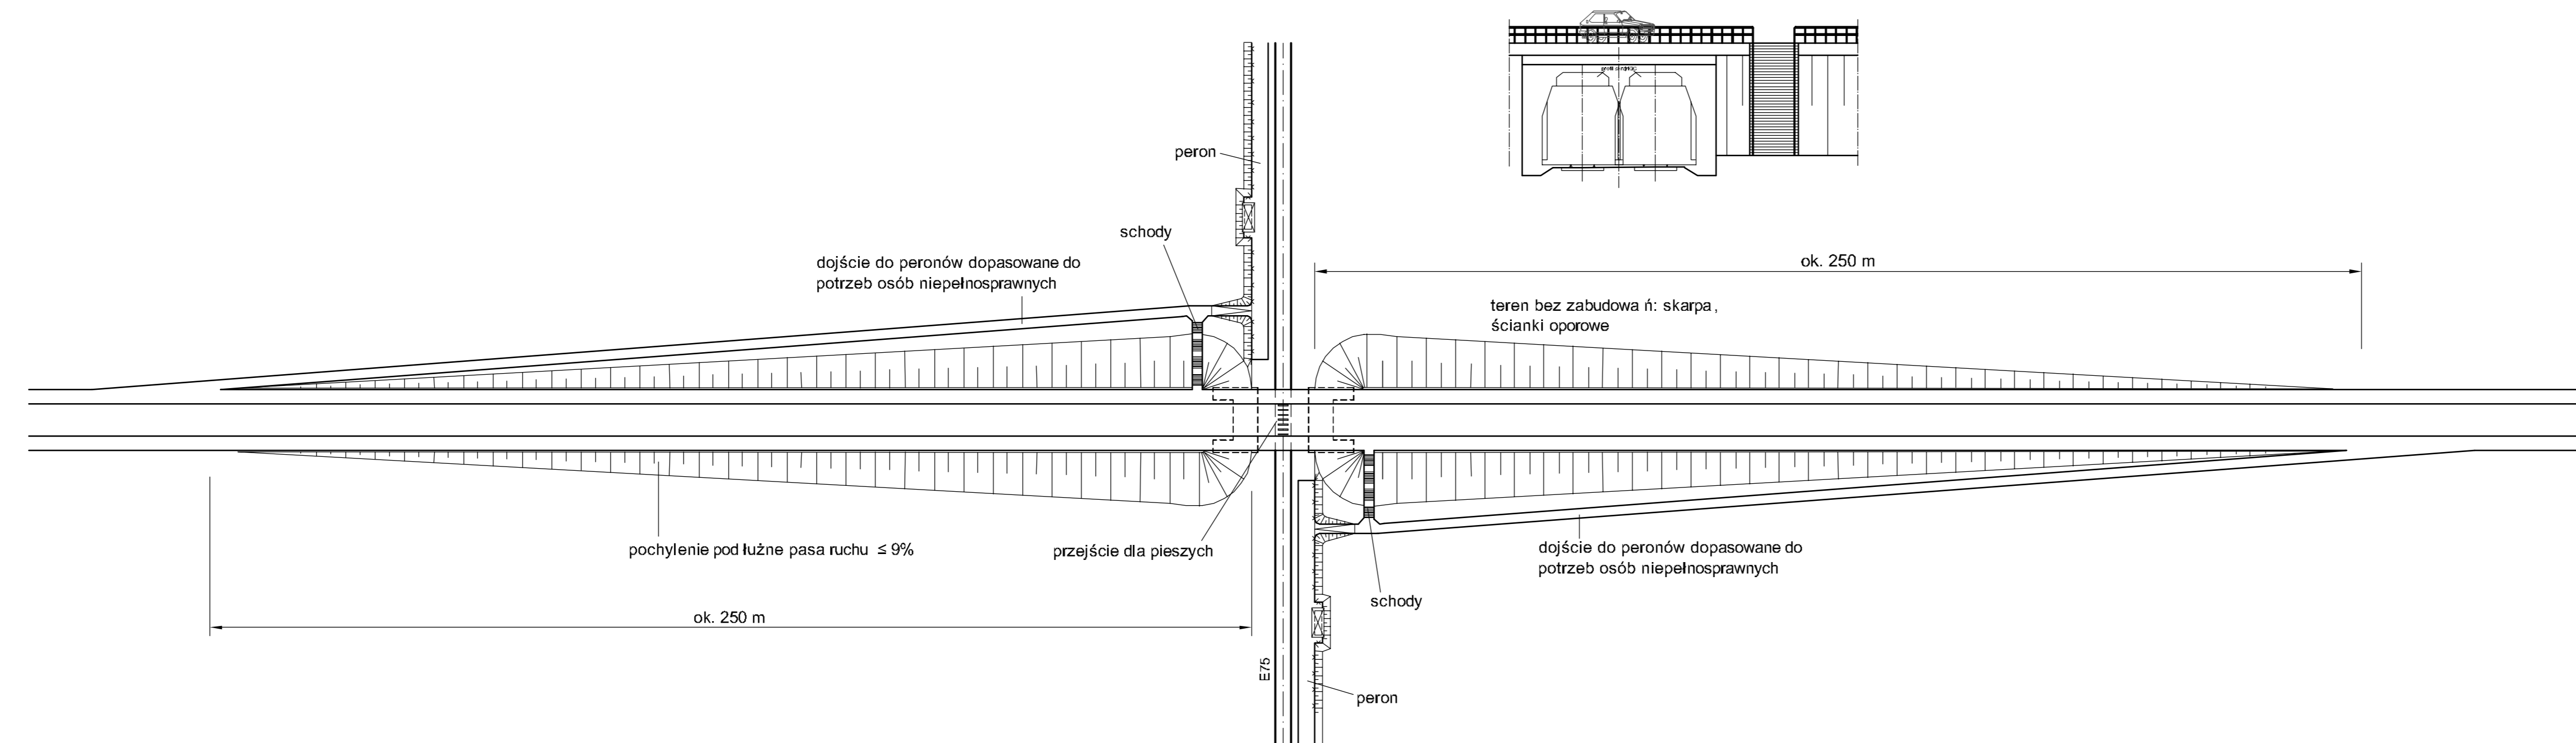 peron
schody
dojście do peronów dopasowane do
potrzeb osób niepełnosprawnych
ok. 250 m
teren bez zabudowa ń: skarpa,
ścianki oporowe
pochylenie pod łużne pasa ruchu ≤ 9%
przejście dla pieszych
dojście do peronów dopasowane do
potrzeb osób niepełnosprawnych
schody
ok. 250 m
E75
peron